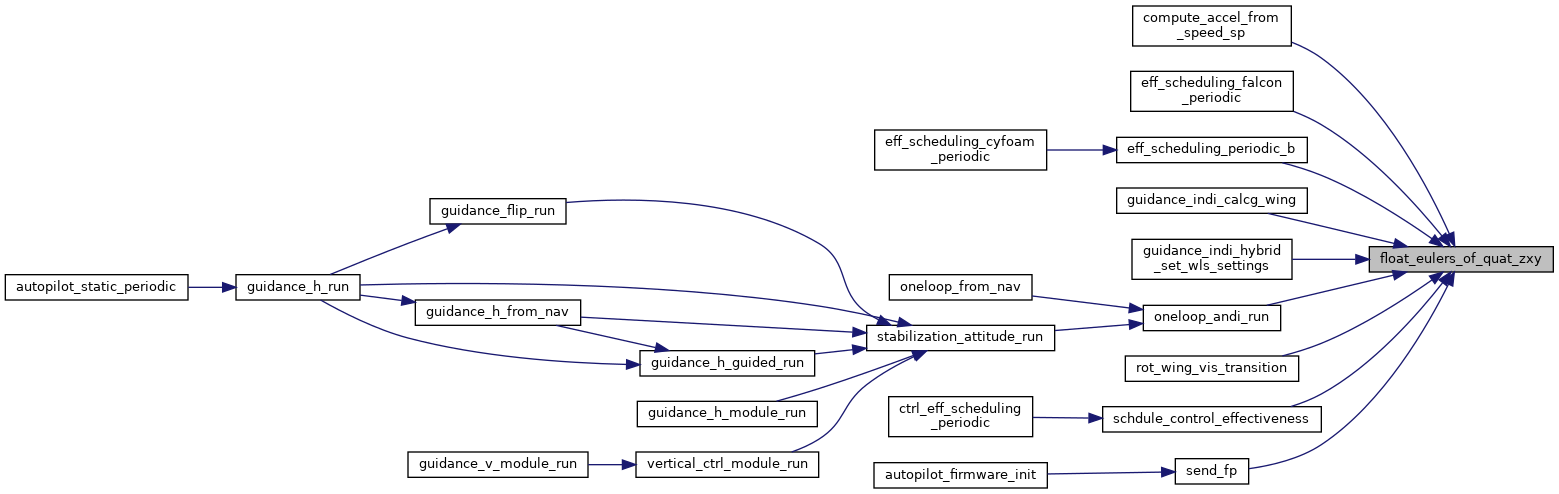 compute_accel_from
_speed_sp
eff_scheduling_falcon
_periodic
eff_scheduling_cyfoam
_periodic
eff_scheduling_periodic_b
guidance_indi_calcg_wing
guidance_flip_run
guidance_indi_hybrid
_set_wls_settings
float_eulers_of_quat_zxy
autopilot_static_periodic
guidance_h_run
oneloop_from_nav
guidance_h_from_nav
oneloop_andi_run
stabilization_attitude_run
guidance_h_guided_run
rot_wing_vis_transition
guidance_h_module_run
ctrl_eff_scheduling
_periodic
schdule_control_effectiveness
guidance_v_module_run
vertical_ctrl_module_run
autopilot_firmware_init
send_fp